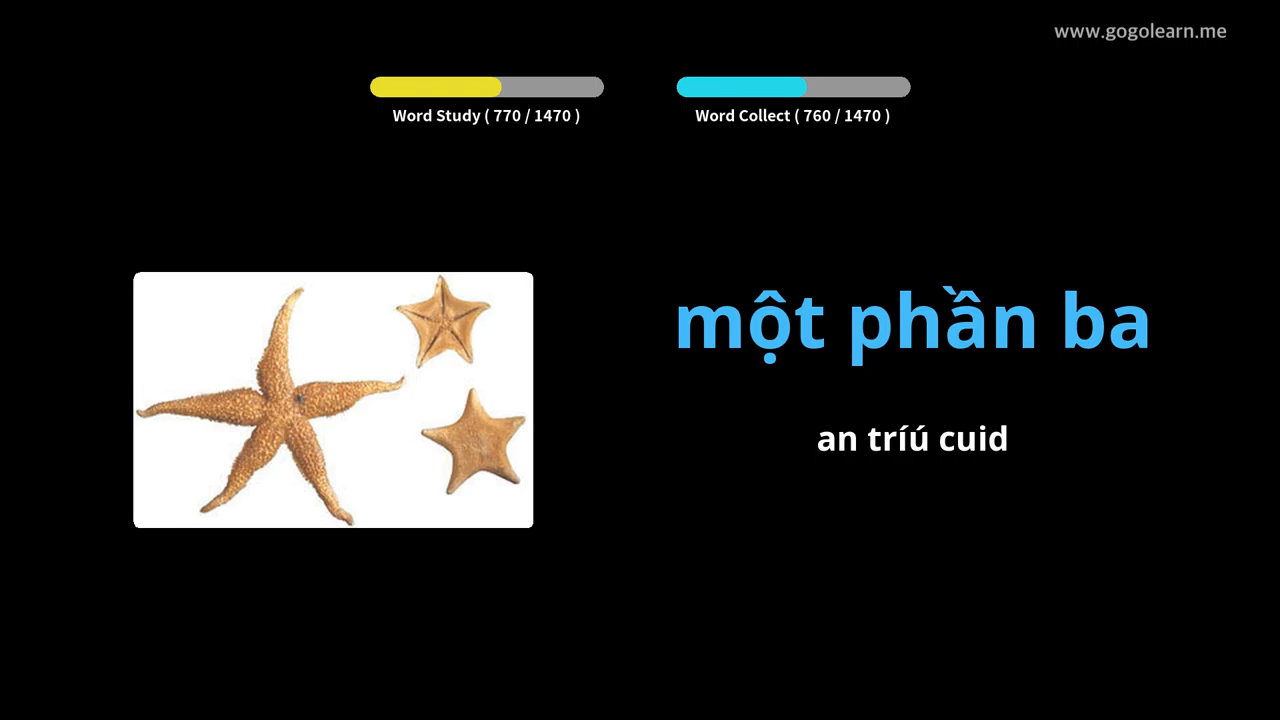 www.gogolearn.me
Word Study ( 770 / 1470 )
Word Collect ( 760 / 1470 )
một phần ba
an tríú cuid